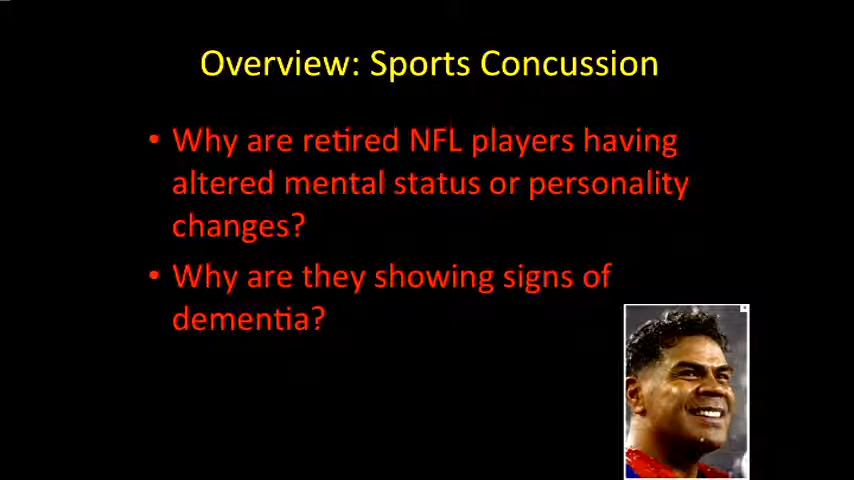 Overview: Sports Concussion
• Why are retired NFL players having
altered mental status or personality
changes?
• Why are they showing signs of
dementia?